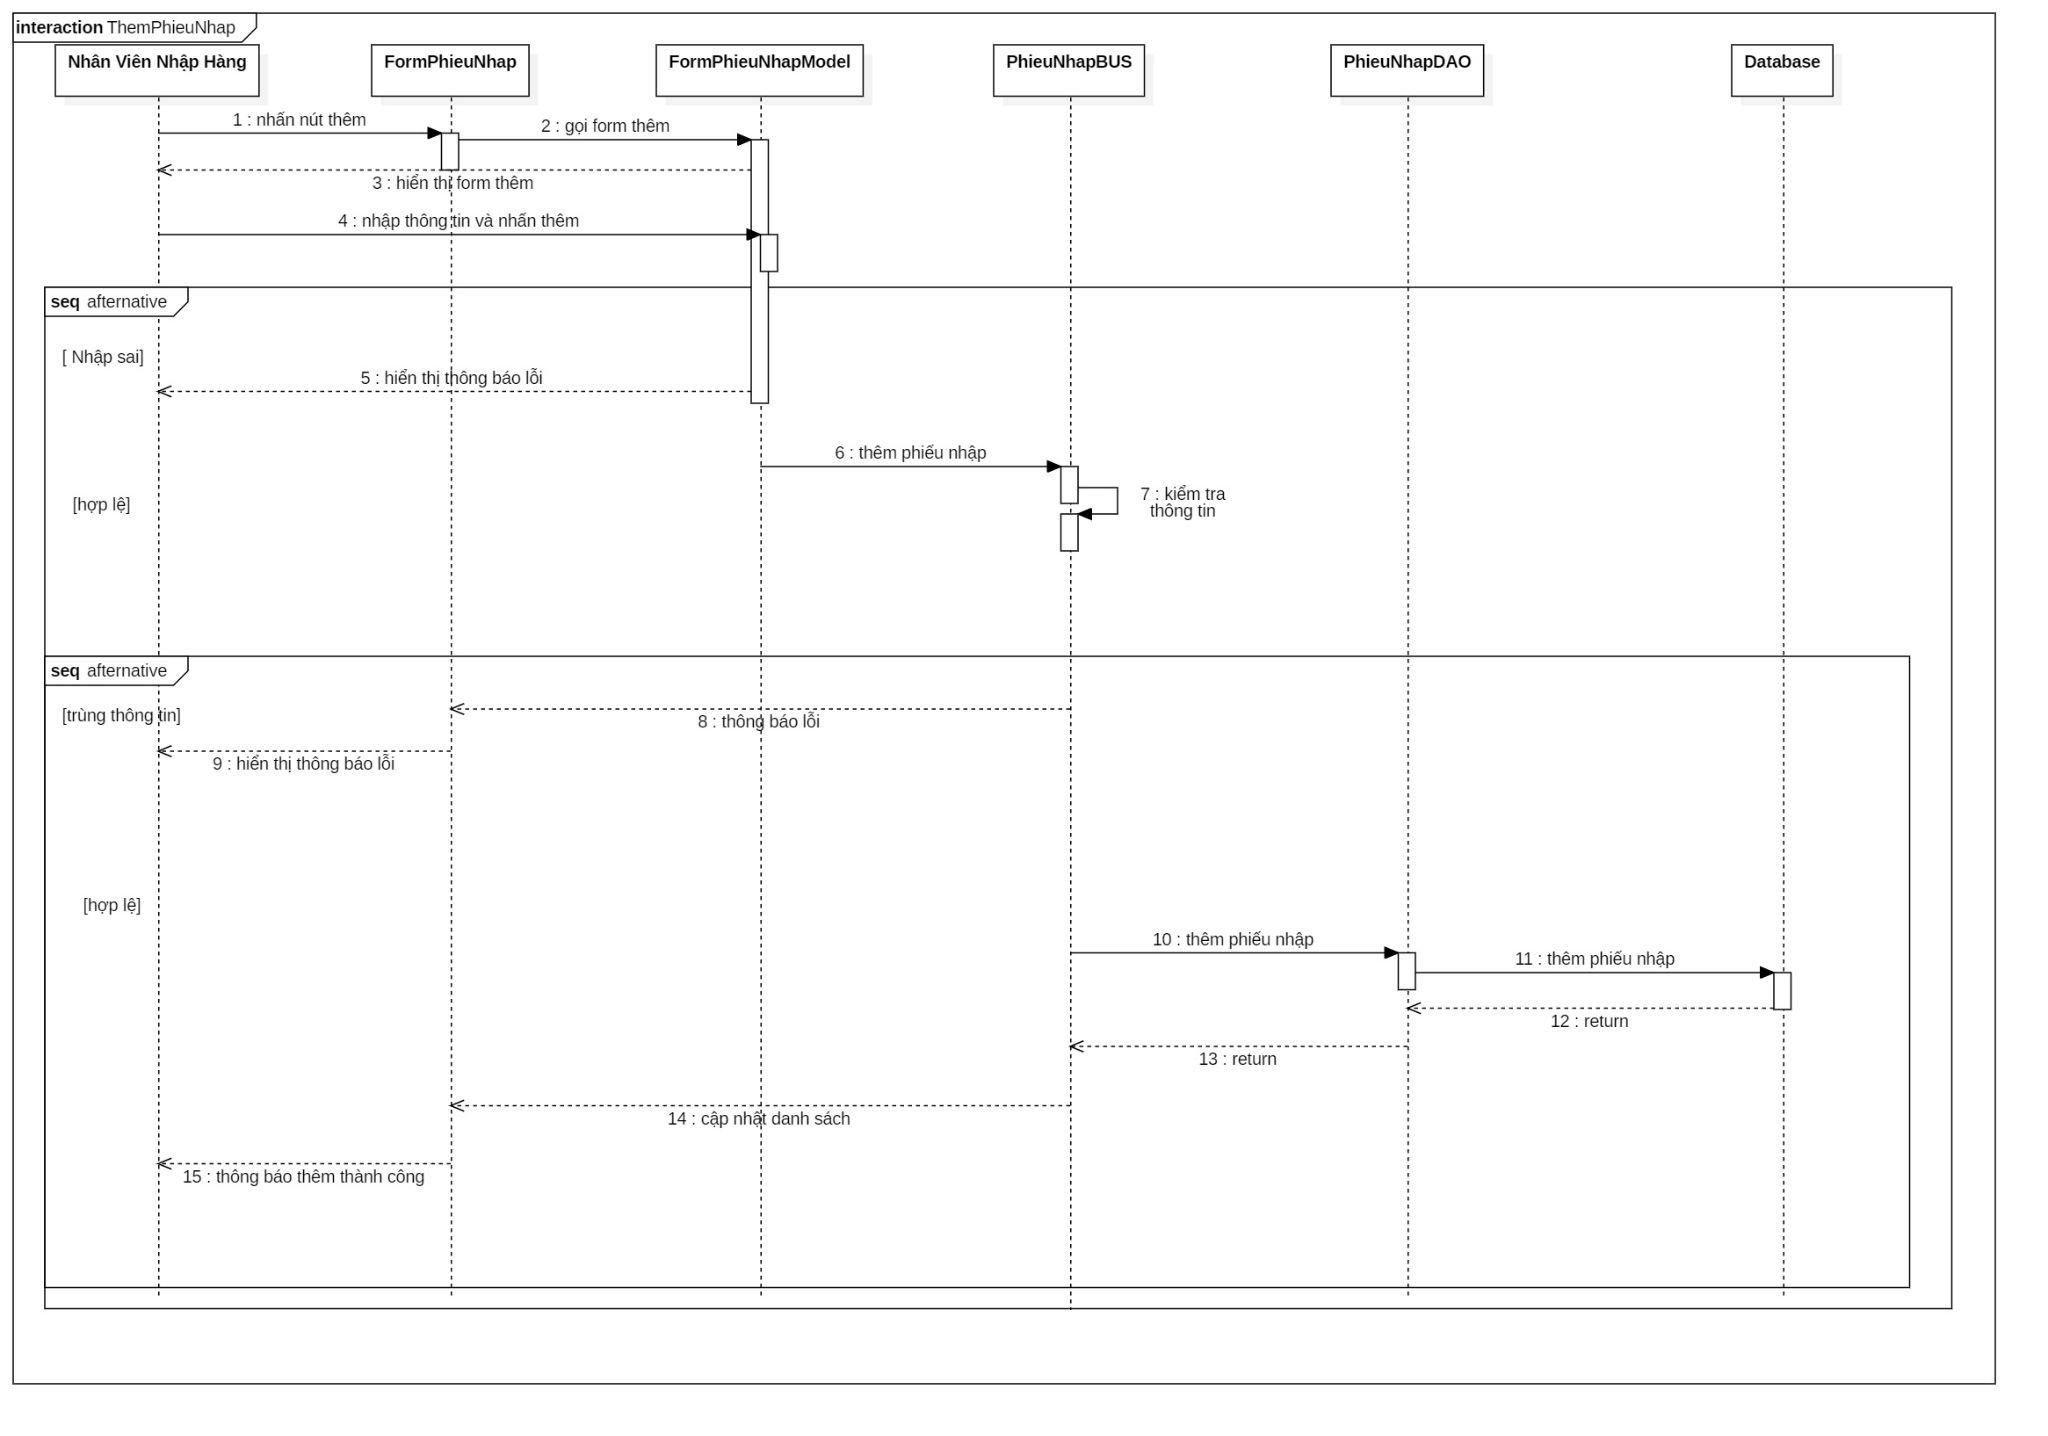 interaction ThemPhieuNhap
Nhân Viên Nhập Hàng
FormPhieuNhap
FormPhieuNhapModel
PhieuNhapBUS
PhieuNhapDAO
Database
1 : nhấn nút thêm
2 : gọi form thêm
3 : hiển thị form thêm
4 : nhập thông tin và nhấn thêm
seq afternative
[ Nhập sai]
5 : hiển thị thông báo lỗi
6 : thêm phiếu nhập
[hợp lệ]
7 : kiểm tra
thông tin
seq afternative
[trùng thông tin]
8 : thông báo lỗi
9 : hiển thị thông báo lỗi
[hợp lệ]
10 : thêm phiếu nhập
11 : thêm phiếu nhập
12 : return
13 : return
14 : cập nhật danh sách
15 : thông báo thêm thành công